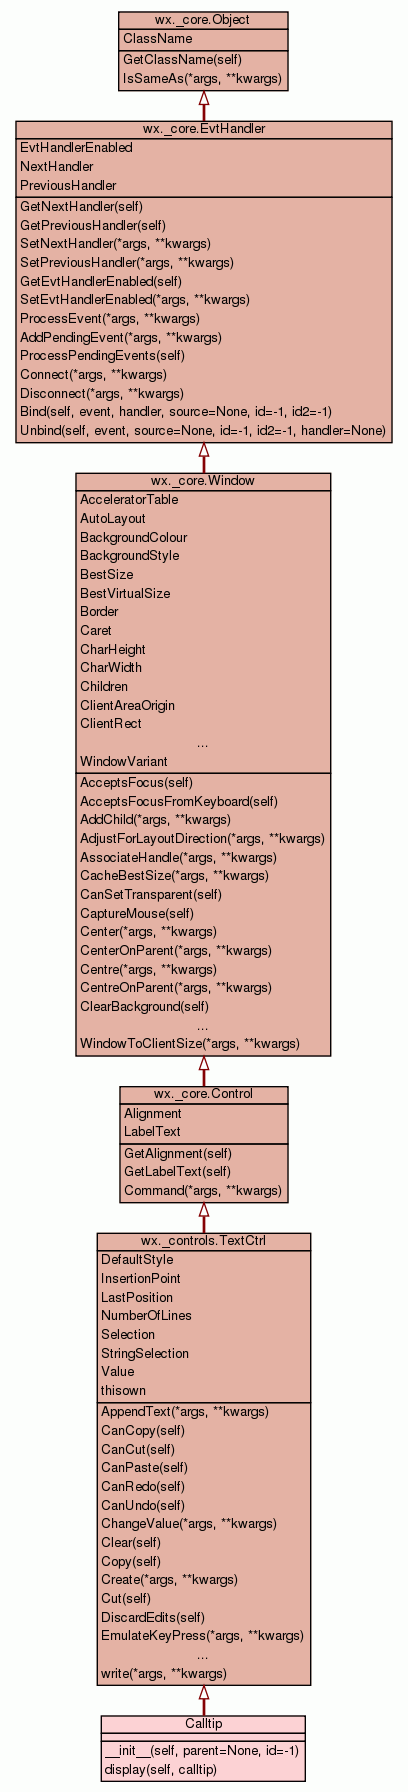 wx._core.Object
ClassName
GetClassName(self)
IsSameAs(*args, **kwargs)
wx._core.EvtHandler
EvtHandlerEnabled
NextHandler
PreviousHandler
GetNextHandler(self)
GetPreviousHandler(self)
SetNextHandler(*args, **kwargs)
SetPreviousHandler(*args, **kwargs)
GetEvtHandlerEnabled(self)
SetEvtHandlerEnabled(*args, **kwargs)
ProcessEvent(*args, **kwargs)
AddPendingEvent(*args, **kwargs)
ProcessPendingEvents(self)
Connect(*args, **kwargs)
Disconnect(*args, **kwargs)
Bind(self, event, handler, source=None, id=-1, id2=-1)
Unbind(self, event, source=None, id=-1, id2=-1, handler=None)
wx._core.Window
AcceleratorTable
AutoLayout
BackgroundColour
BackgroundStyle
BestSize
BestVirtualSize
Border
Caret
CharHeight
CharWidth
Children
ClientAreaOrigin
ClientRect
...
WindowVariant
AcceptsFocus(self)
AcceptsFocusFromKeyboard(self)
AddChild(*args, **kwargs)
AdjustForLayoutDirection(*args, **kwargs)
AssociateHandle(*args, **kwargs)
CacheBestSize(*args, **kwargs)
CanSetTransparent(self)
CaptureMouse(self)
Center(*args, **kwargs)
CenterOnParent(*args, **kwargs)
Centre(*args, **kwargs)
CentreOnParent(*args, **kwargs)
ClearBackground(self)
...
WindowToClientSize(*args, **kwargs)
wx._core.Control
Alignment
LabelText
GetAlignment(self)
GetLabelText(self)
Command(*args, **kwargs)
wx._controls.TextCtrl
DefaultStyle
InsertionPoint
LastPosition
NumberOfLines
Selection
StringSelection
Value
thisown
AppendText(*args, **kwargs)
CanCopy(self)
CanCut(self)
CanPaste(self)
CanRedo(self)
CanUndo(self)
ChangeValue(*args, **kwargs)
Clear(self)
Copy(self)
Create(*args, **kwargs)
Cut(self)
DiscardEdits(self)
EmulateKeyPress(*args, **kwargs)
...
write(*args, **kwargs)
Calltip
__init__(self, parent=None, id=-1)
display(self, calltip)